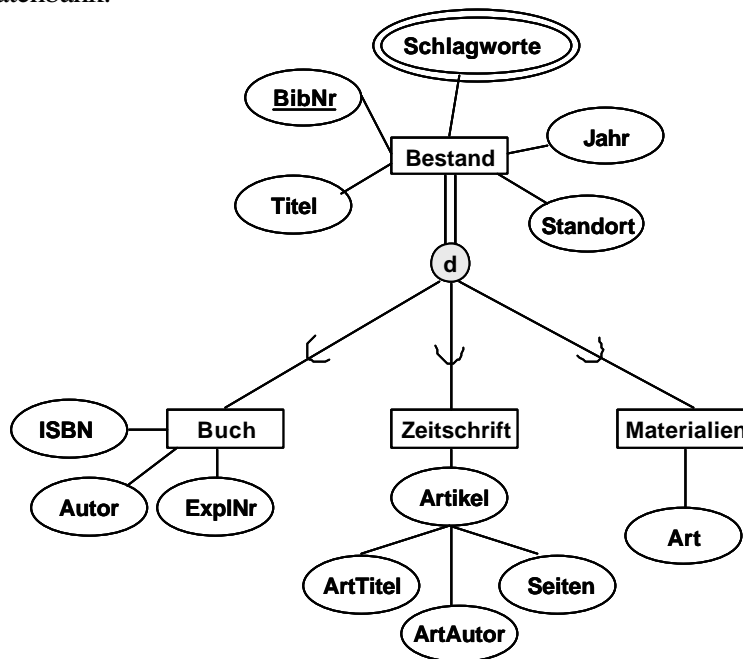 Schlagworte
BibNr
Jahr
Bestand
Titel
Standort
d
ISBN
Buch
Zeitschrift
Materialien
Autor
ExplNr
Artikel
Art
ArtTitel
Seiten
ArtAutor